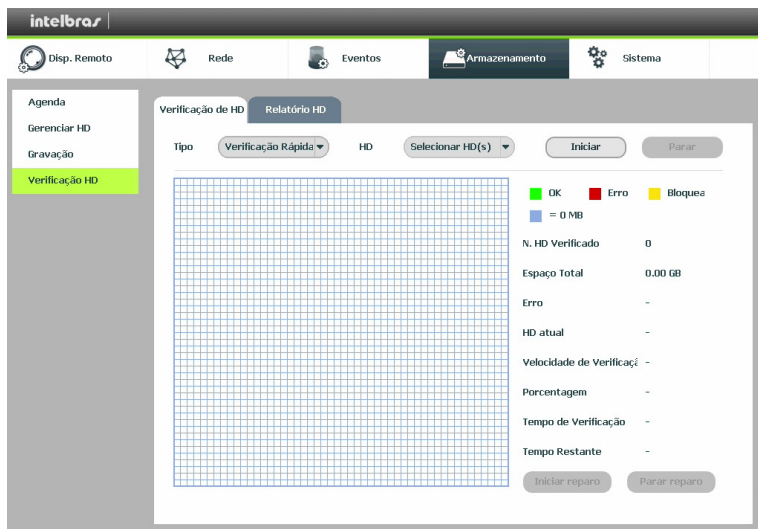 intelbras
Disp. Remoto
Rede
Eventos
Armazenamento
Sistema
Agenda
Gerenciar HD
Gravação
Verificação HD
Verificação de HD
Relatório HD
Tipo
Verificação Rápida
HD
Selecionar HD(s)
Iniciar
Parar
OK
Erro
Bloquea
= 0 MB
N. HD Verificado 0
Espaço Total 0.00 GB
Erro -
HD atual -
Velocidade de Verificaçã -
Porcentagem -
Tempo de Verificação -
Tempo Restante -
Iniciar reparo
Parar reparo